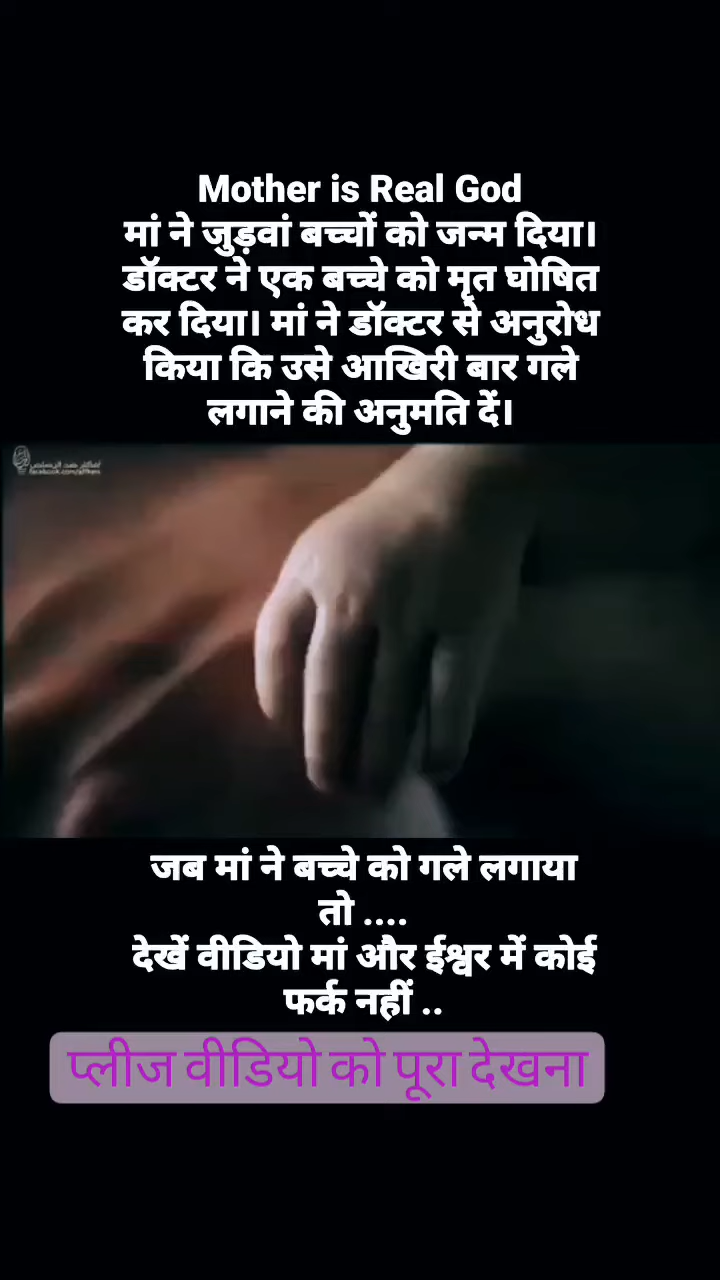 Mother is Real God
मां ने जुड़वां बच्चों को जन्म दिया।
डॉक्टर ने एक बच्चे को मृत घोषित
कर दिया। मां ने डॉक्टर से अनुरोध
किया कि उसे आखिरी बार गले
लगाने की अनुमति दें।
जब मां ने बच्चे को गले लगाया
तो ....
देखें वीडियो मां और ईश्वर में कोई
फर्क नहीं ..
प्लीज वीडियो को पूरा देखना